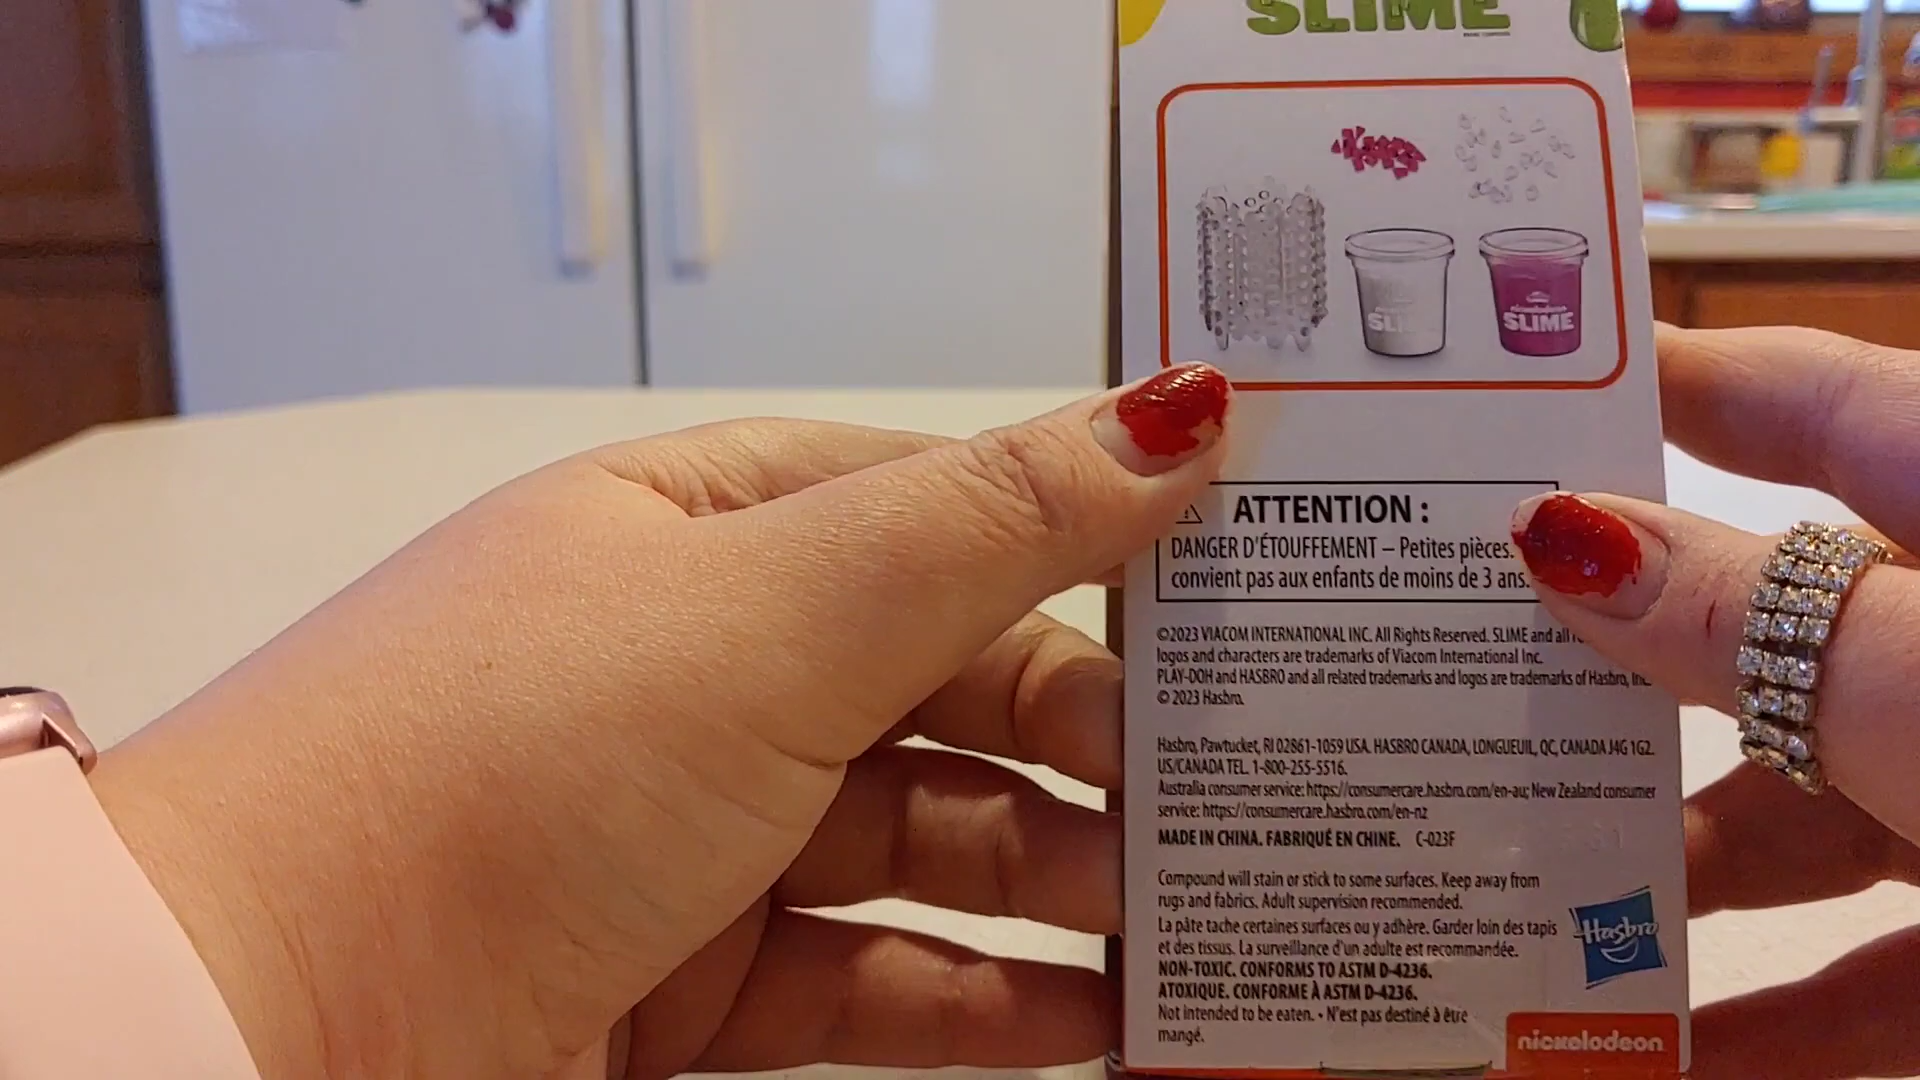 SLIME
nickelodeon
SLIME
ATTENTION :
DANGER D'ÉTOUFFEMENT – Petites pièces.
convient pas aux enfants de moins de 3 ans.
©2023 VIACOM INTERNATIONAL INC. All Rights Reserved. SLIME and all
logos and characters are trademarks of Viacom International Inc.
PLAY-DOH and HASBRO and all related trademarks and logos are trademarks of Hasbro, Inc.
© 2023 Hasbro.
Hasbro, Pawtucket, RI 02861-1059 USA. HASBRO CANADA, LONGUEUIL, QC, CANADA J4G 1G2.
US/CANADA TEL. 1-800-255-5516.
Australia consumer service: https://consumercare.hasbro.com/en-au; New Zealand consumer
service: https://consumercare.hasbro.com/en-nz
MADE IN CHINA. FABRIQUÉ EN CHINE. C-023F
Compound will stain or stick to some surfaces. Keep away from
rugs and fabrics. Adult supervision recommended.
La pâte tache certaines surfaces ou y adhère. Garder loin des tapis
et des tissus. La surveillance d'un adulte est recommandée.
NON-TOXIC. CONFORMS TO ASTM D-4236.
ATOXIQUE. CONFORME À ASTM D-4236.
Not intended to be eaten. • N'est pas destiné à être
mangé.
Hasbro
nickelodeon